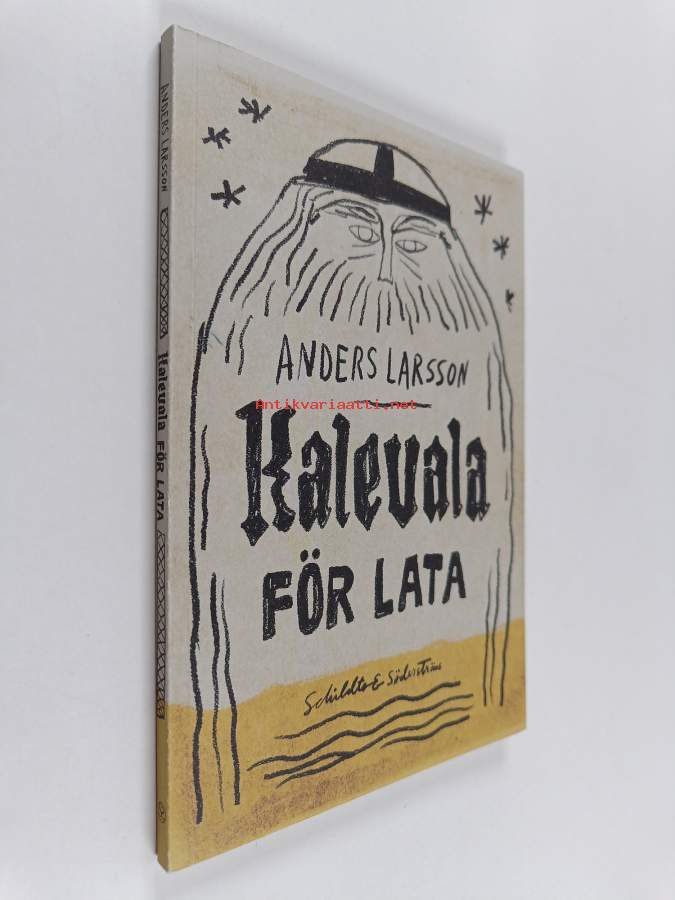 ANDERS LARSSON
Kalevala
FÖR LATA
Schildts & Söderströms
ANDERS LARSSON
Kalevala FÖR LATA
Antikvariaatti.net